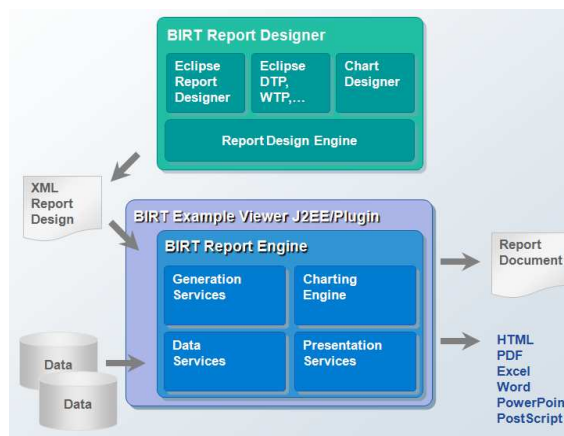 BIRT Report Designer
Eclipse
Report
Designer
Eclipse
DTP,
WTP,...
Chart
Designer
Report Design Engine
XML
Report
Design
BIRT Example Viewer J2EE/Plugin
BIRT Report Engine
Generation
Services
Charting
Engine
Data
Services
Presentation
Services
Data
Data
Report
Document
HTML
PDF
Excel
Word
PowerPoint
PostScript